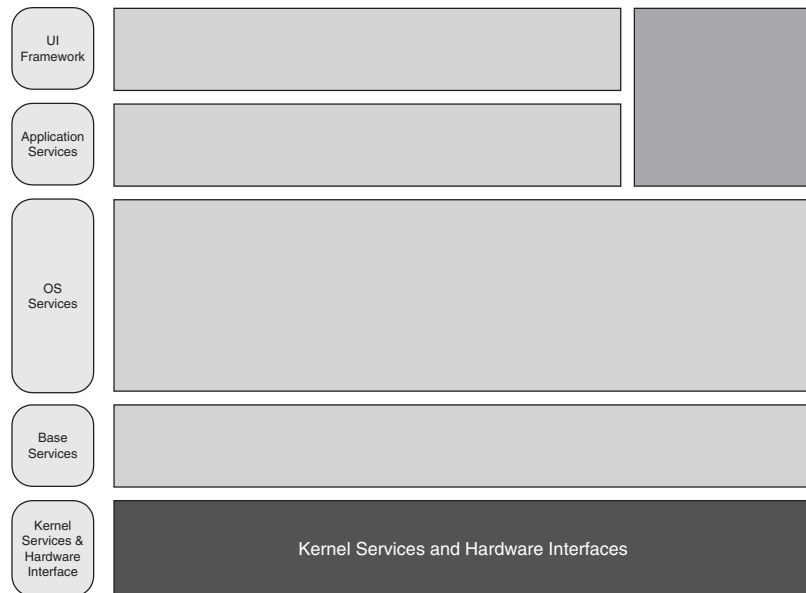 UI
Framework
Application
Services
OS
Services
Base
Services
Kernel
Services &
Hardware
Interface
Kernel Services and Hardware Interfaces